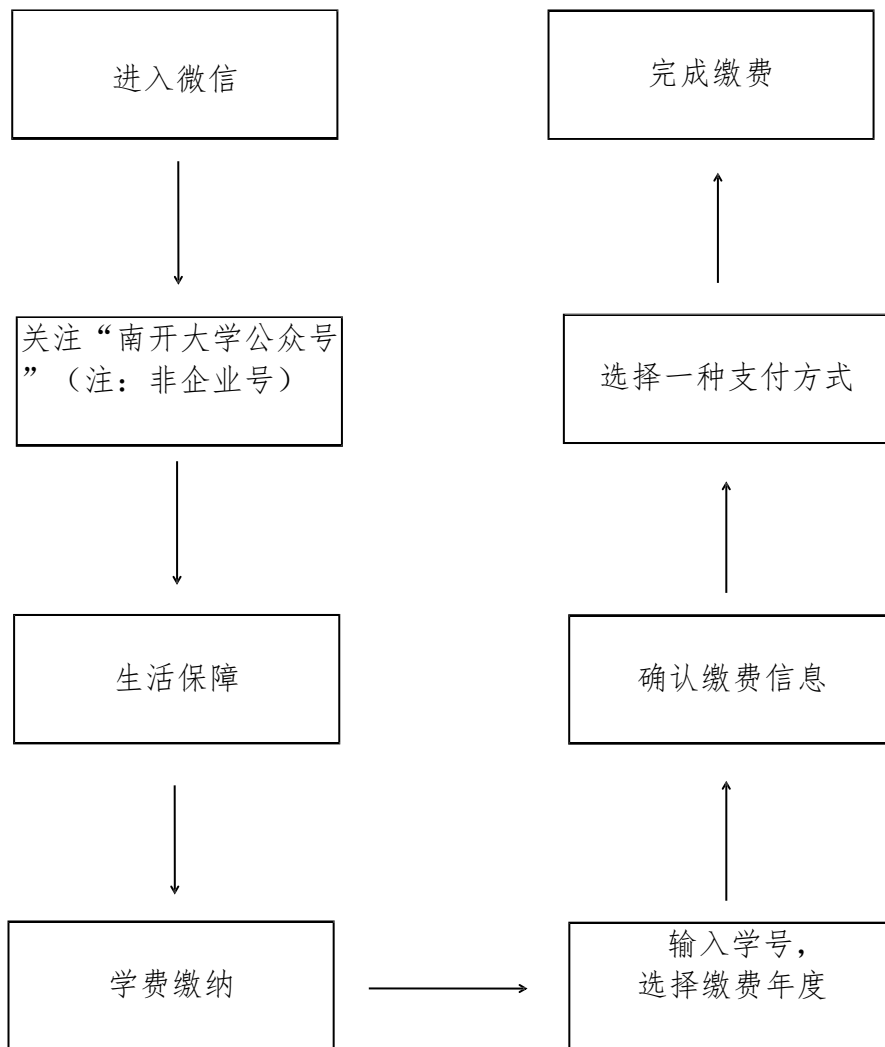 进入微信
关注“南开大学公众号
”（注：非企业号）
生活保障
学费缴纳
输入学号，
选择缴费年度
确认缴费信息
选择一种支付方式
完成缴费